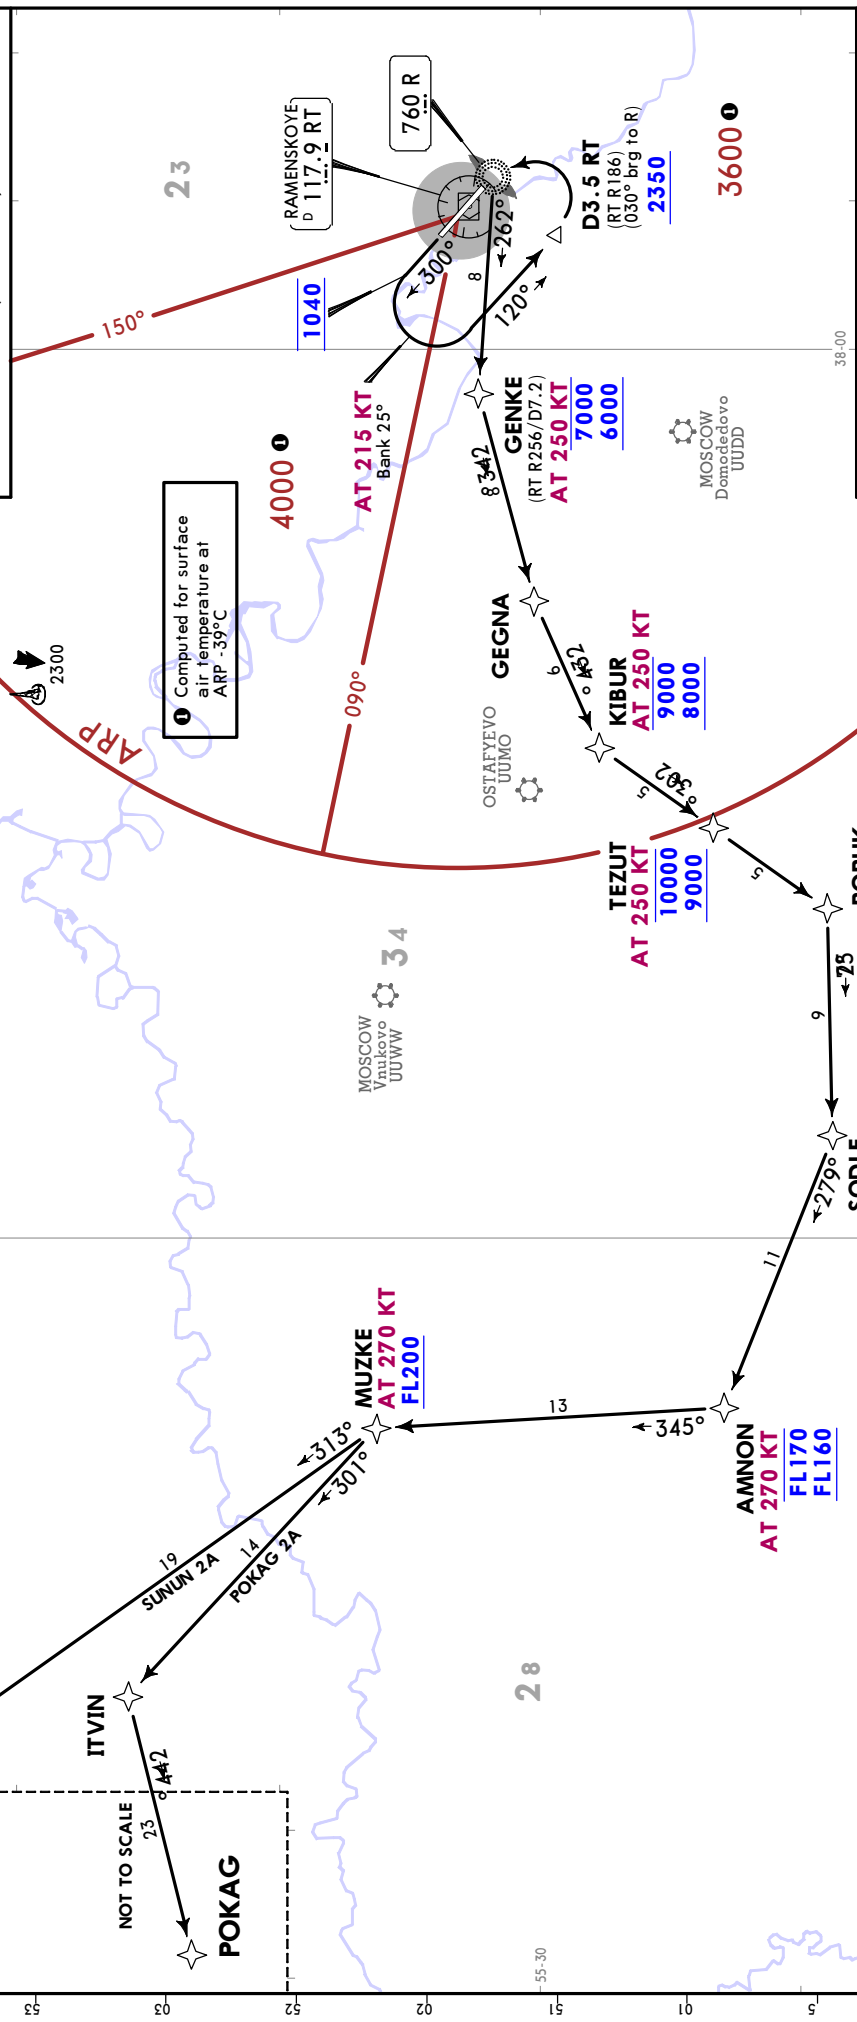 RAMENSKOYE
D 117.9 RT
760 R
23
150°
1040
300°
262°
8
120°
D3.5 RT
(RT R186)
(030° brg to R)
2350
3600 1
38-00
AT 215 KT
Bank 25°
4000 1
1 Computed for surface
air temperature at
ARP -39°C
2300
ARP
090°
GENKE
(RT R256/D7.2)
AT 250 KT
7000
6000
MOSCOW
Domodedovo
UUDD
8
GEGNA
KIBUR
AT 250 KT
9000
8000
OSTAFYEVO
UUMO
5
TEZUT
AT 250 KT
10000
9000
5
34
MOSCOW
Vnukovo
UUWW
279°
11
MUZKE
AT 270 KT
FL200
13
345°
AMNON
AT 270 KT
FL170
FL160
313°
301°
19
SUNUN 2A
14
POKAG 2A
28
ITVIN
NOT TO SCALE
23
POKAG
55-30